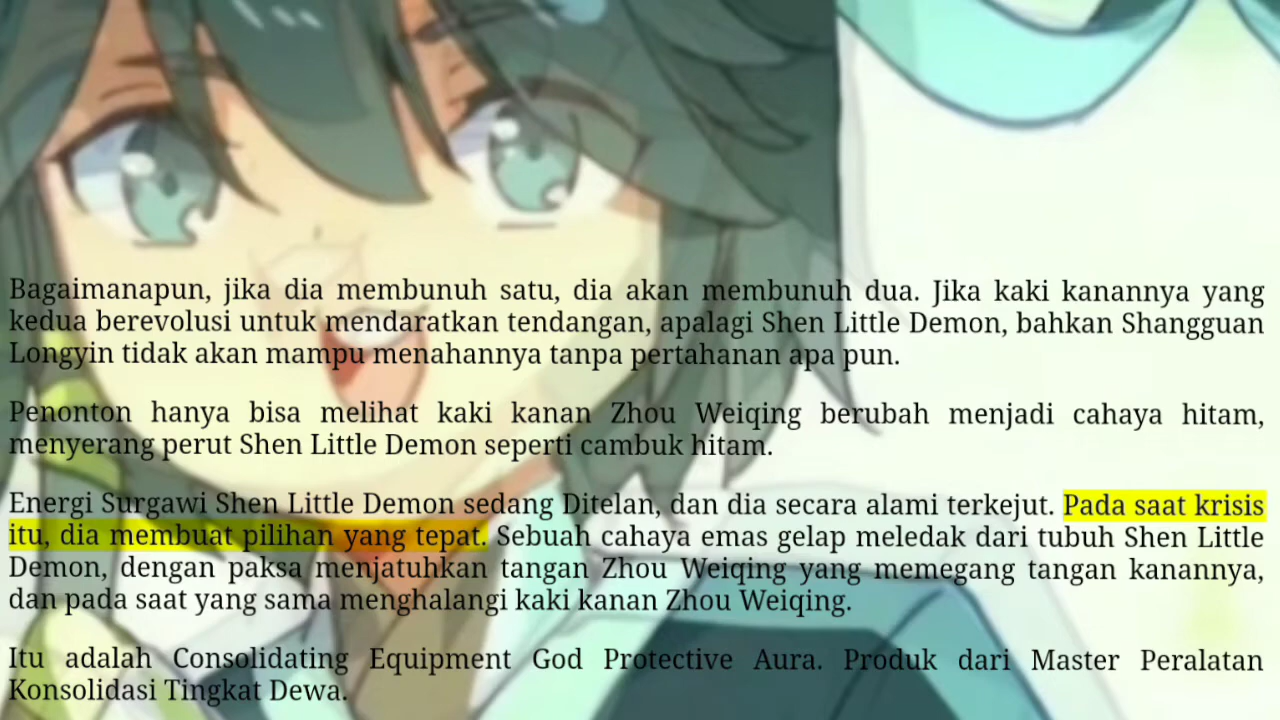 Bagaimanapun, jika dia membunuh satu, dia akan membunuh dua. Jika kaki kanannya yang
kedua berevolusi untuk mendaratkan tendangan, apalagi Shen Little Demon, bahkan Shangguan
Longyin tidak akan mampu menahannya tanpa pertahanan apa pun.
Penonton hanya bisa melihat kaki kanan Zhou Weiqing berubah menjadi cahaya hitam,
menyerang perut Shen Little Demon seperti cambuk hitam.
Energi Surgawi Shen Little Demon sedang Ditelan, dan dia secara alami terkejut. Pada saat krisis
itu, dia membuat pilihan yang tepat. Sebuah cahaya emas gelap meledak dari tubuh Shen Little
Demon, dengan paksa menjatuhkan tangan Zhou Weiqing yang memegang tangan kanannya,
dan pada saat yang sama menghalangi kaki kanan Zhou Weiqing.
Itu adalah Consolidating Equipment God Protective Aura. Produk dari Master Peralatan
Konsolidasi Tingkat Dewa.